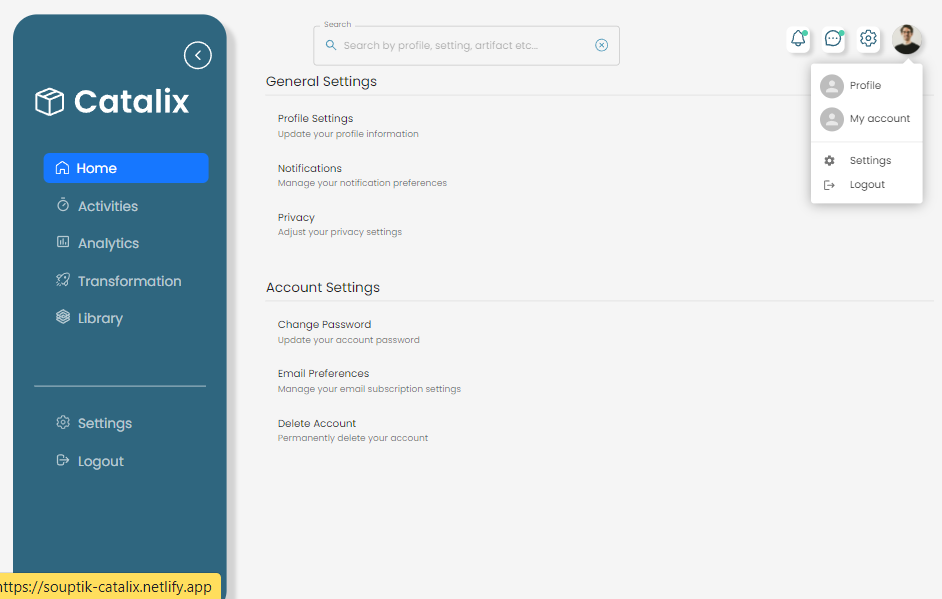 Catalix
Home
Activities
Analytics
Transformation
Library
Settings
Logout
Search
Search by profile, setting, artifact etc...
General Settings
Profile Settings
Update your profile information
Notifications
Manage your notification preferences
Privacy
Adjust your privacy settings
Account Settings
Change Password
Update your account password
Email Preferences
Manage your email subscription settings
Delete Account
Permanently delete your account
Profile
My account
Settings
Logout
https://souptik-catalix.netlify.app